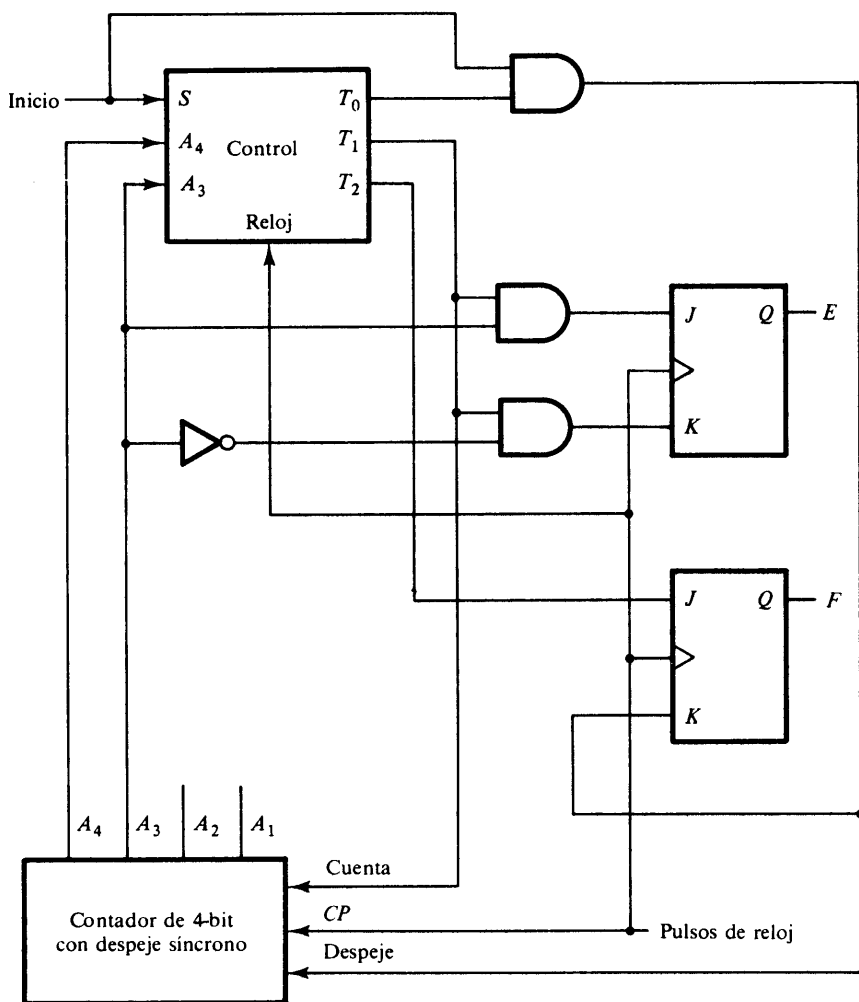 Inicio
S
T₀
A₄
Control
T₁
A₃
T₂
Reloj
J
Q
E
K
J
Q
F
K
A₄
A₃
A₂
A₁
Cuenta
Contador de 4-bit
con despeje síncrono
CP
Pulsos de reloj
Despeje